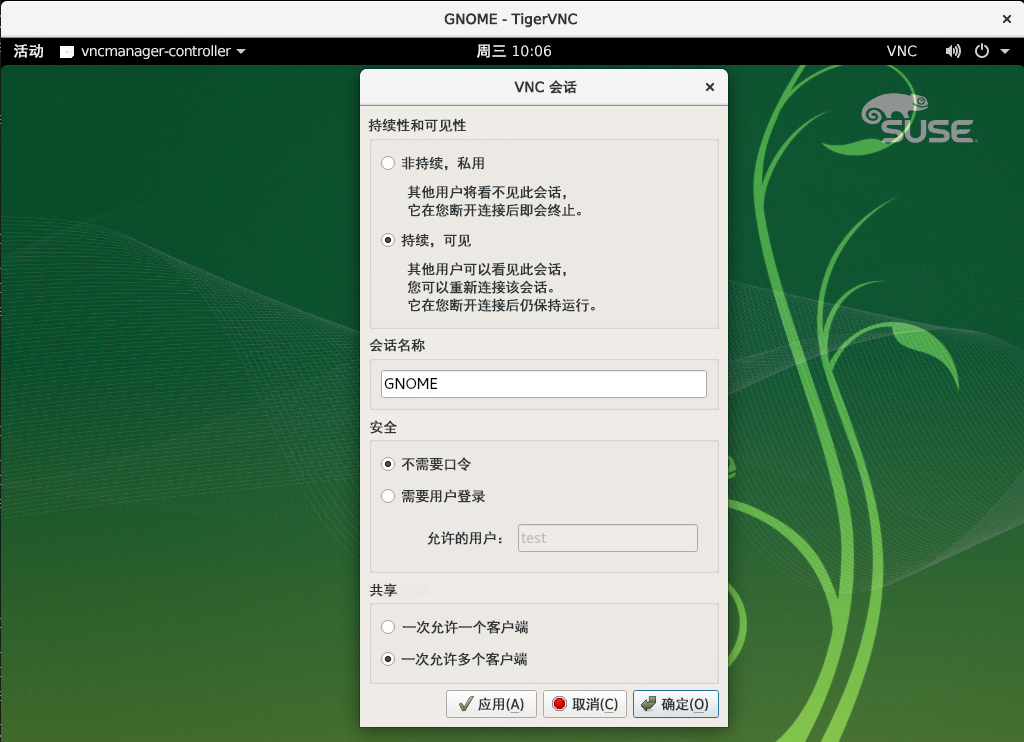 GNOME - TigerVNC
活动 vncmanager-controller 周三 10:06 VNC
SUSE
VNC 会话
持续性和可见性
非持续，私用
其他用户将看不见此会话，
它在您断开连接后即会终止。
持续，可见
其他用户可以看见此会话，
您可以重新连接该会话。
它在您断开连接后仍保持运行。
会话名称
GNOME
安全
不需要口令
需要用户登录
允许的用户： test
共享
一次允许一个客户端
一次允许多个客户端
应用(A) 取消(C) 确定(O)